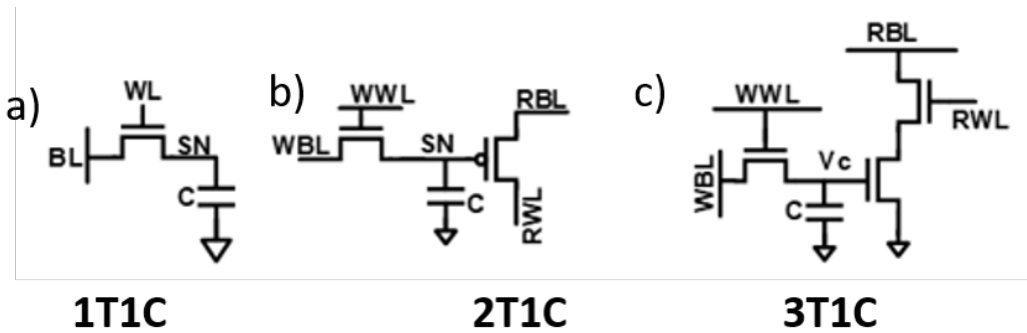 a)
WL
BL
SN
C
1T1C
b)
WWL
WBL
SN
C
RBL
RWL
2T1C
c)
RBL
WWL
RWL
WBL
Vc
C
3T1C